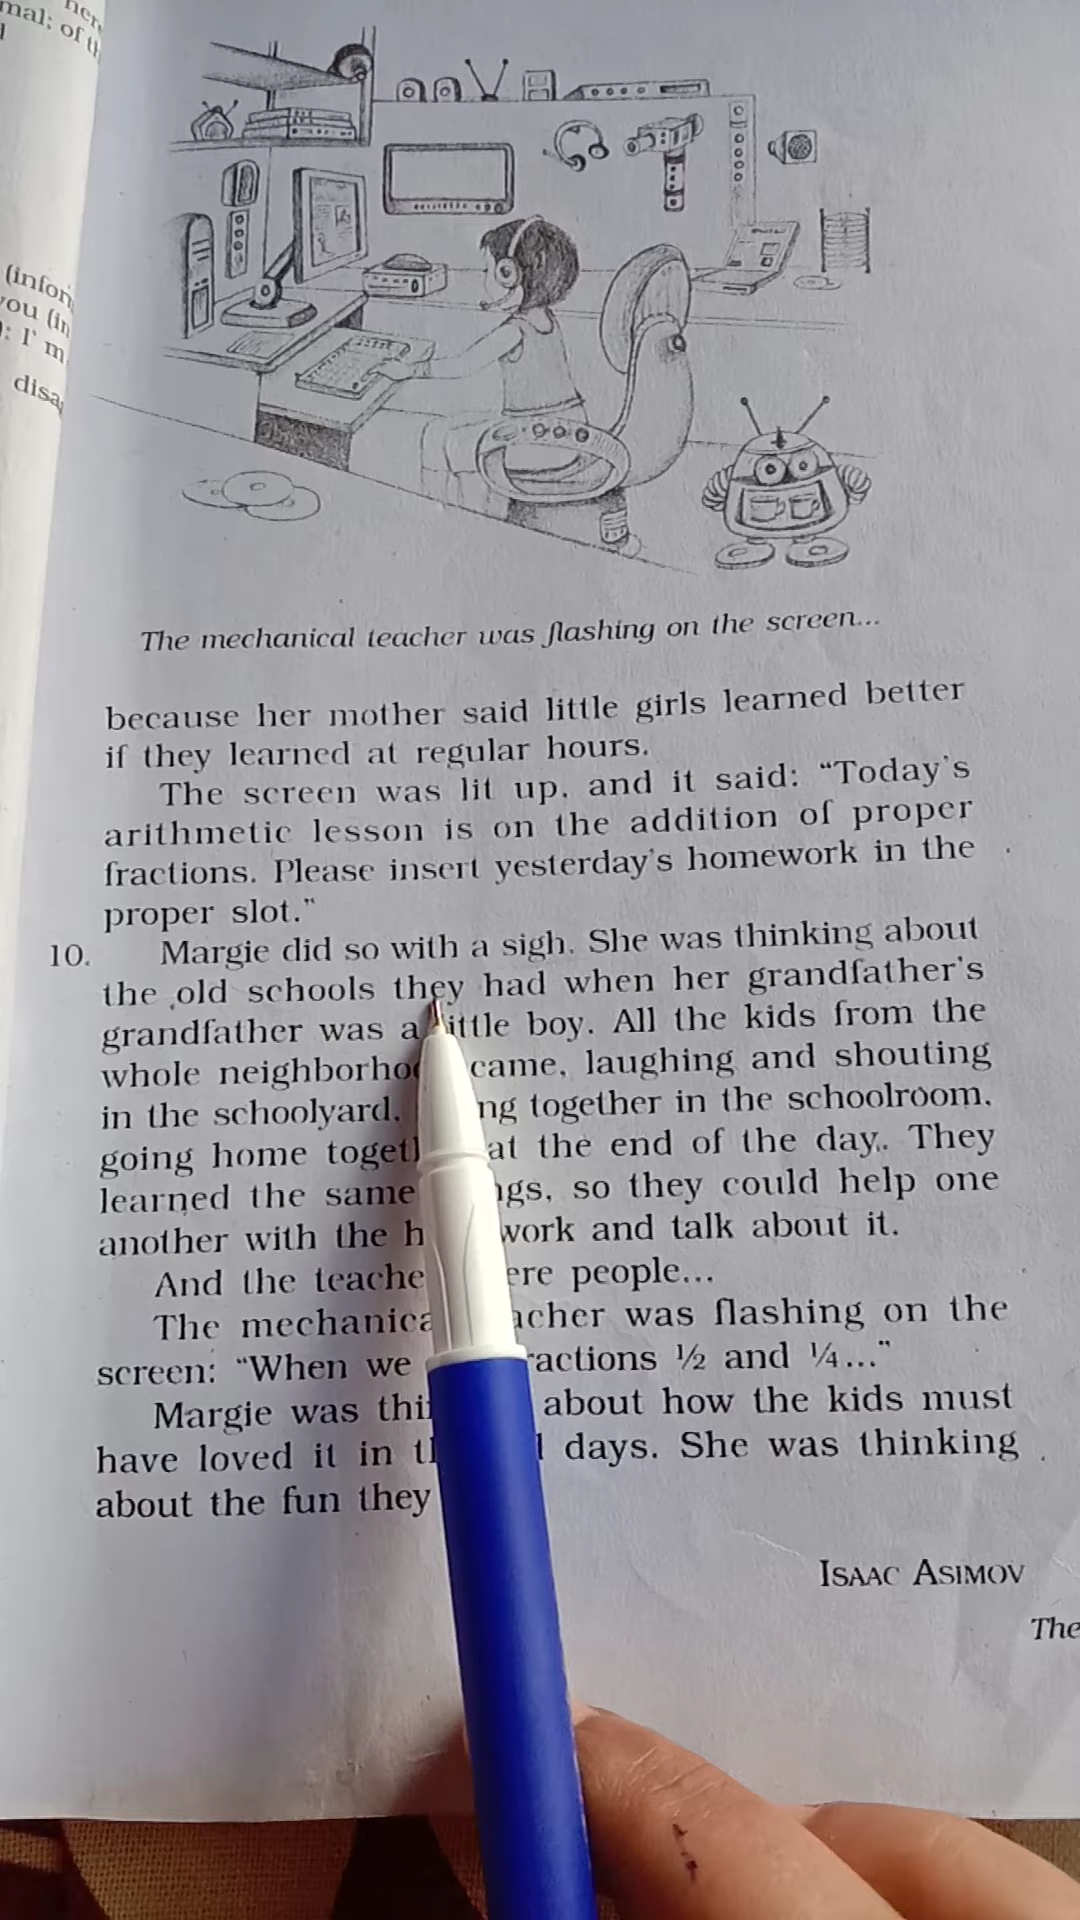 mal; of th
(infor
you (in
): I' m
disa
The mechanical teacher was flashing on the screen...
because her mother said little girls learned better
if they learned at regular hours.
The screen was lit up, and it said: “Today's
arithmetic lesson is on the addition of proper
fractions. Please insert yesterday's homework in the
proper slot.”
10. Margie did so with a sigh. She was thinking about
the old schools they had when her grandfather's
grandfather was a ittle boy. All the kids from the
whole neighborho came, laughing and shouting
in the schoolyard, ng together in the schoolroom,
going home toget at the end of the day. They
learned the same ngs, so they could help one
another with the h work and talk about it.
And the teache ere people...
The mechanica acher was flashing on the
screen: “When we ractions ½ and ¼...”
Margie was thi about how the kids must
have loved it in t days. She was thinking
about the fun they
ISAAC ASIMOV
The